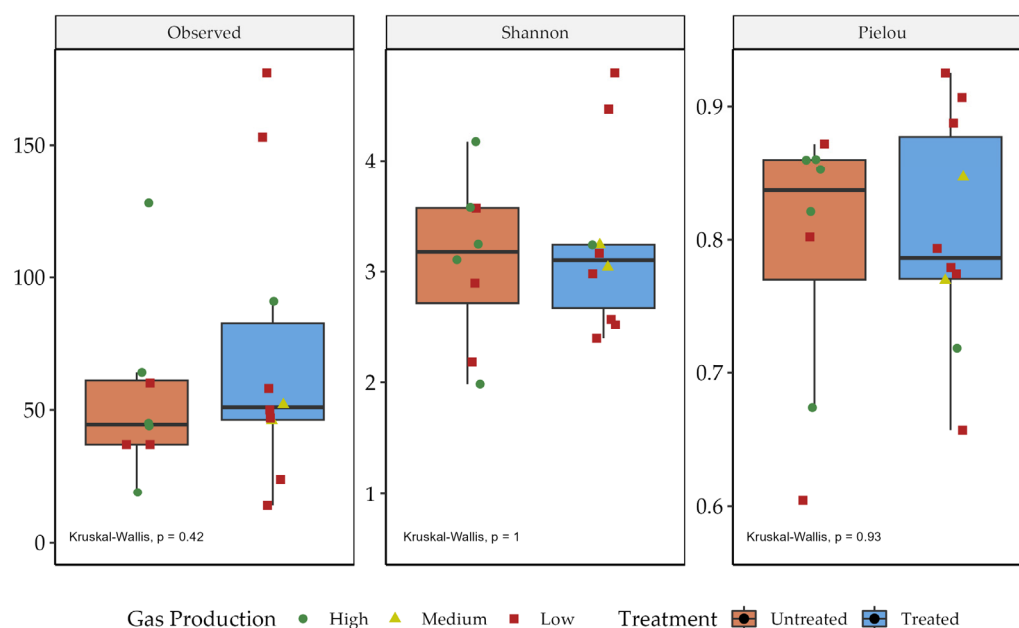 Observed
Shannon
Pielou
150
100
50
0
Kruskal-Wallis, p = 0.42
4
3
2
1
Kruskal-Wallis, p = 1
0.9
0.8
0.7
0.6
Kruskal-Wallis, p = 0.93
Gas Production High Medium Low Treatment Untreated Treated